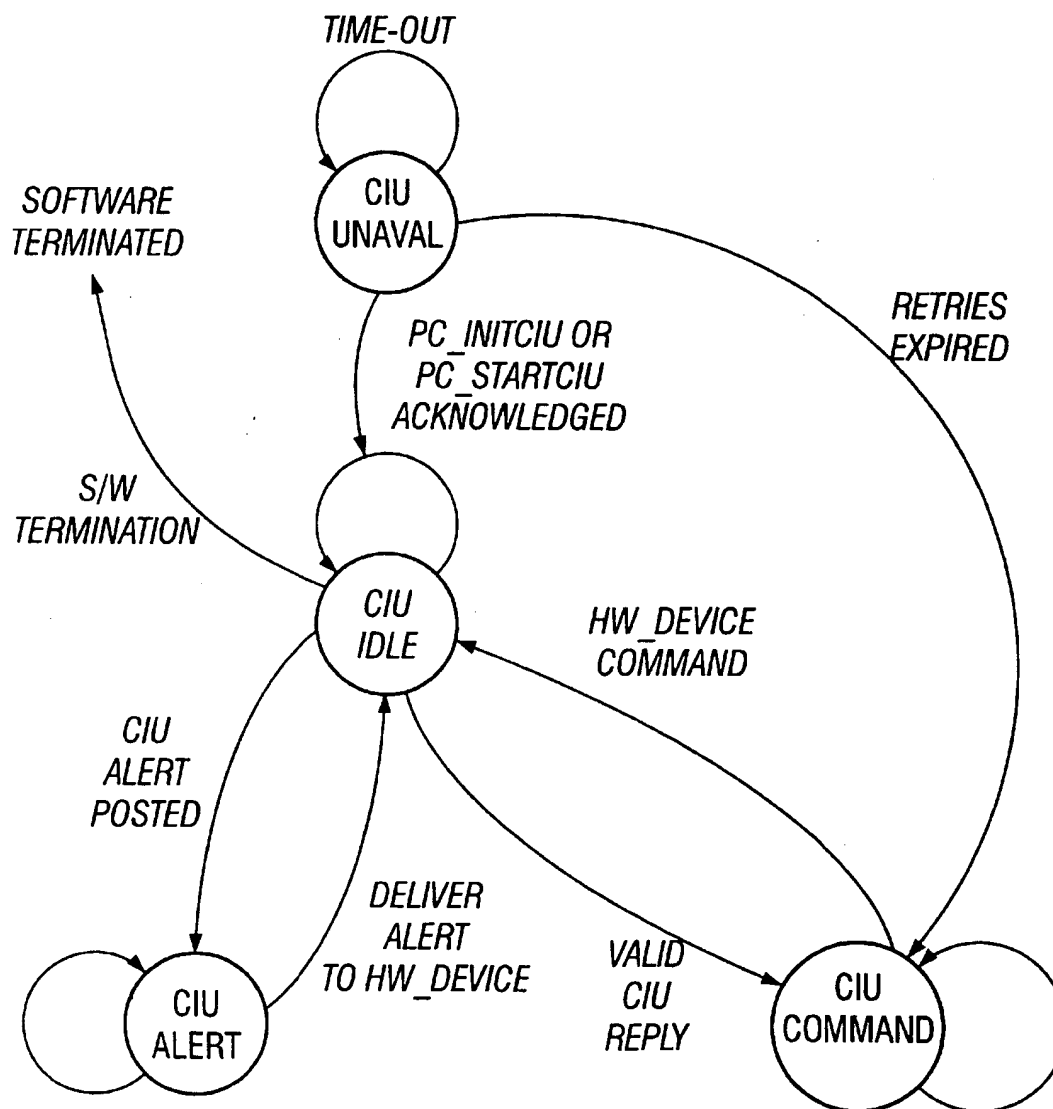 TIME-OUT
CIU
UNAVAL
SOFTWARE
TERMINATED
RETRIES
EXPIRED
PC_INITCIU OR
PC_STARTCIU
ACKNOWLEDGED
S/W
TERMINATION
CIU
IDLE
HW_DEVICE
COMMAND
CIU
ALERT
POSTED
DELIVER
ALERT
TO HW_DEVICE
VALID
CIU
REPLY
CIU
ALERT
CIU
COMMAND